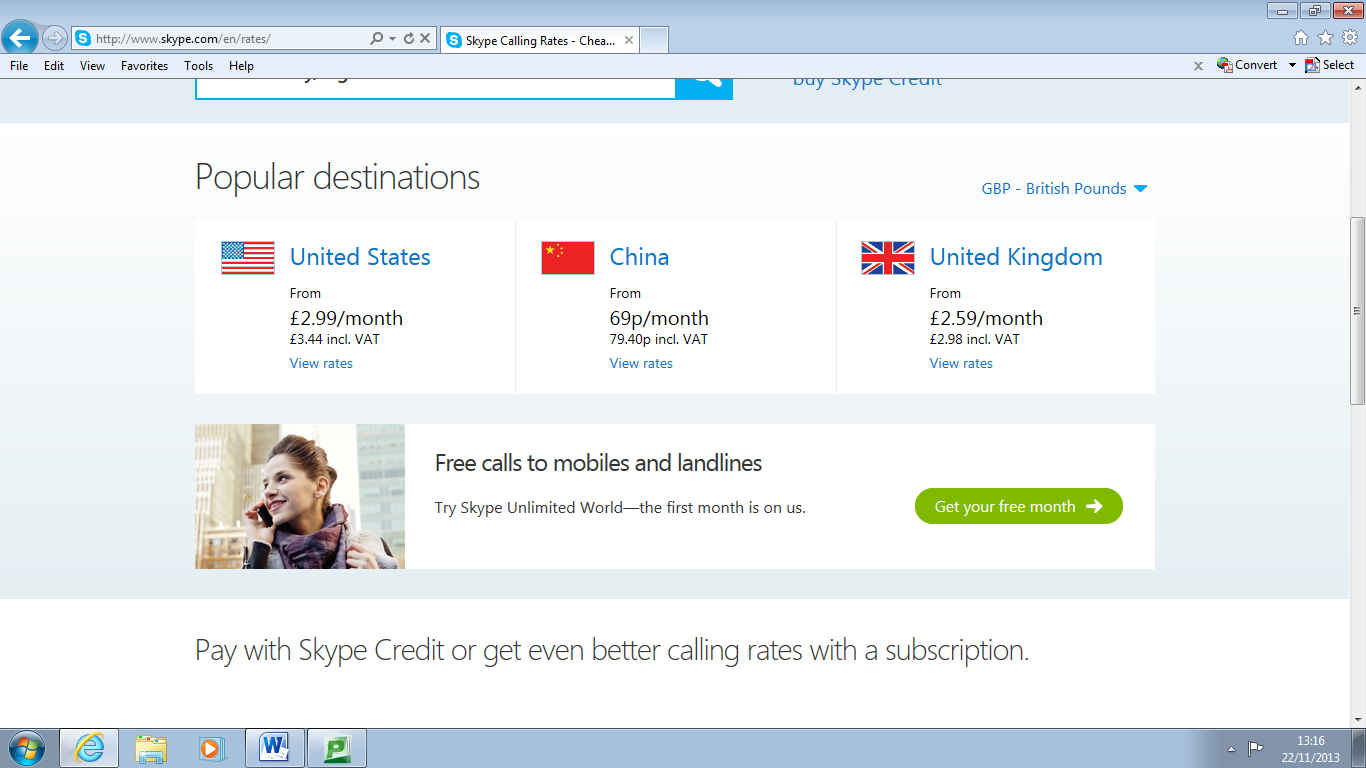 http://www.skype.com/en/rates/
Skype Calling Rates - Chea...
File Edit View Favorites Tools Help
Convert Select
buy Skype Credit
Popular destinations
GBP - British Pounds
United States
From
£2.99/month
£3.44 incl. VAT
View rates
China
From
69p/month
79.40p incl. VAT
View rates
United Kingdom
From
£2.59/month
£2.98 incl. VAT
View rates
Free calls to mobiles and landlines
Try Skype Unlimited World—the first month is on us.
Get your free month
Pay with Skype Credit or get even better calling rates with a subscription.
13:16
22/11/2013